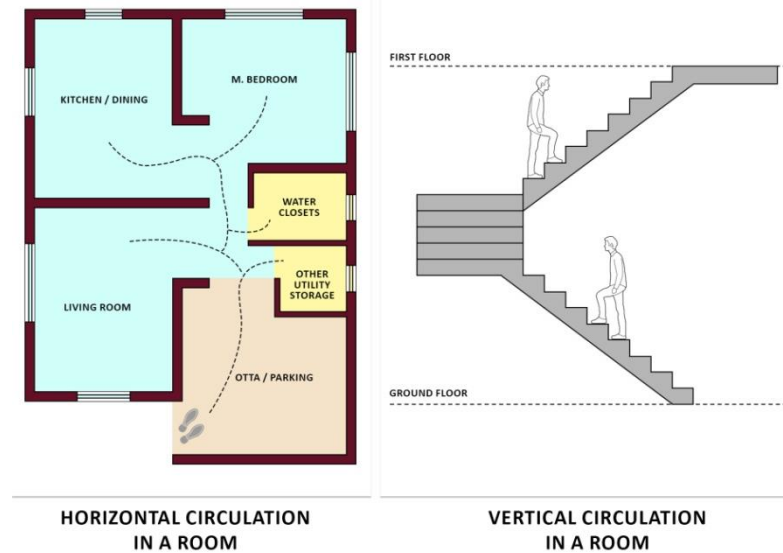 KITCHEN / DINING
M. BEDROOM
WATER
CLOSETS
OTHER
UTILITY
STORAGE
LIVING ROOM
OTTA / PARKING
HORIZONTAL CIRCULATION
IN A ROOM
FIRST FLOOR
GROUND FLOOR
VERTICAL CIRCULATION
IN A ROOM